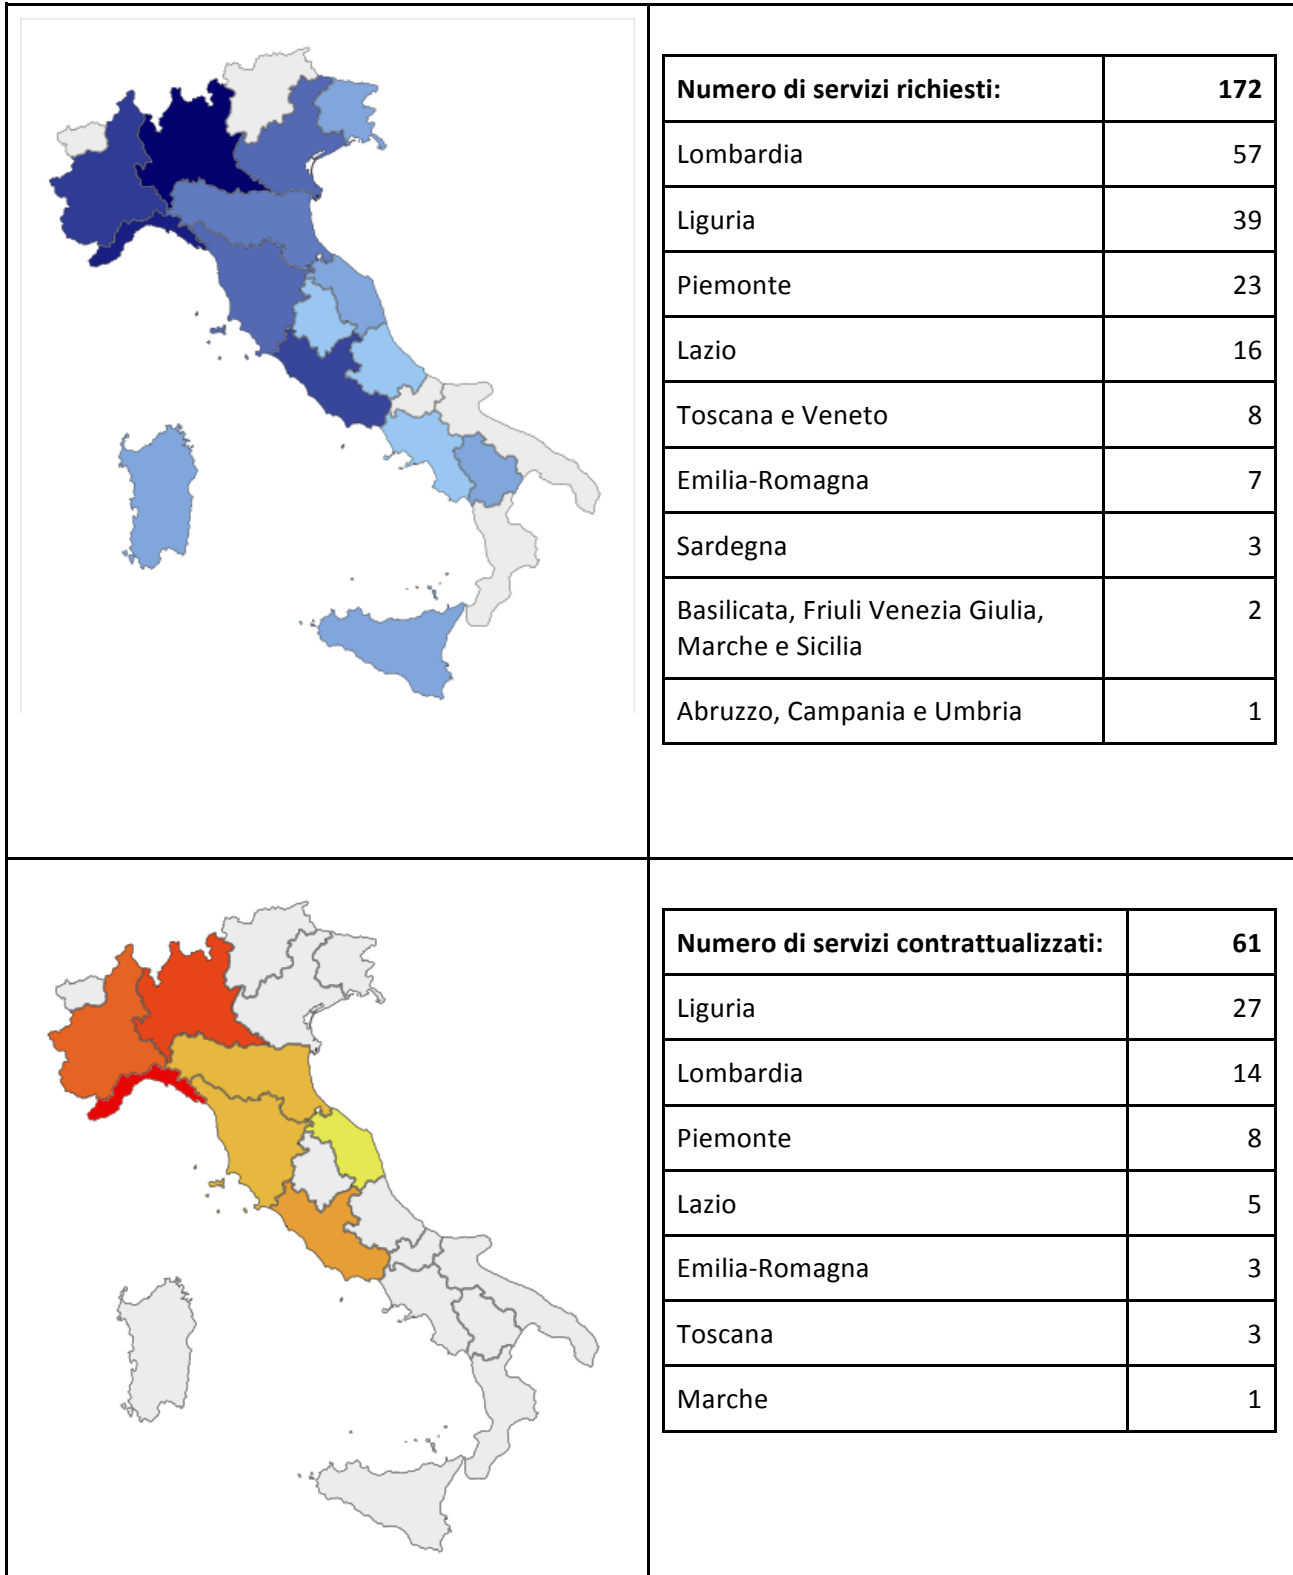 Numero di servizi richiesti: 172
Lombardia 57
Liguria 39
Piemonte 23
Lazio 16
Toscana e Veneto 8
Emilia-Romagna 7
Sardegna 3
Basilicata, Friuli Venezia Giulia, 2
Marche e Sicilia
Abruzzo, Campania e Umbria 1
Numero di servizi contrattualizzati: 61
Liguria 27
Lombardia 14
Piemonte 8
Lazio 5
Emilia-Romagna 3
Toscana 3
Marche 1